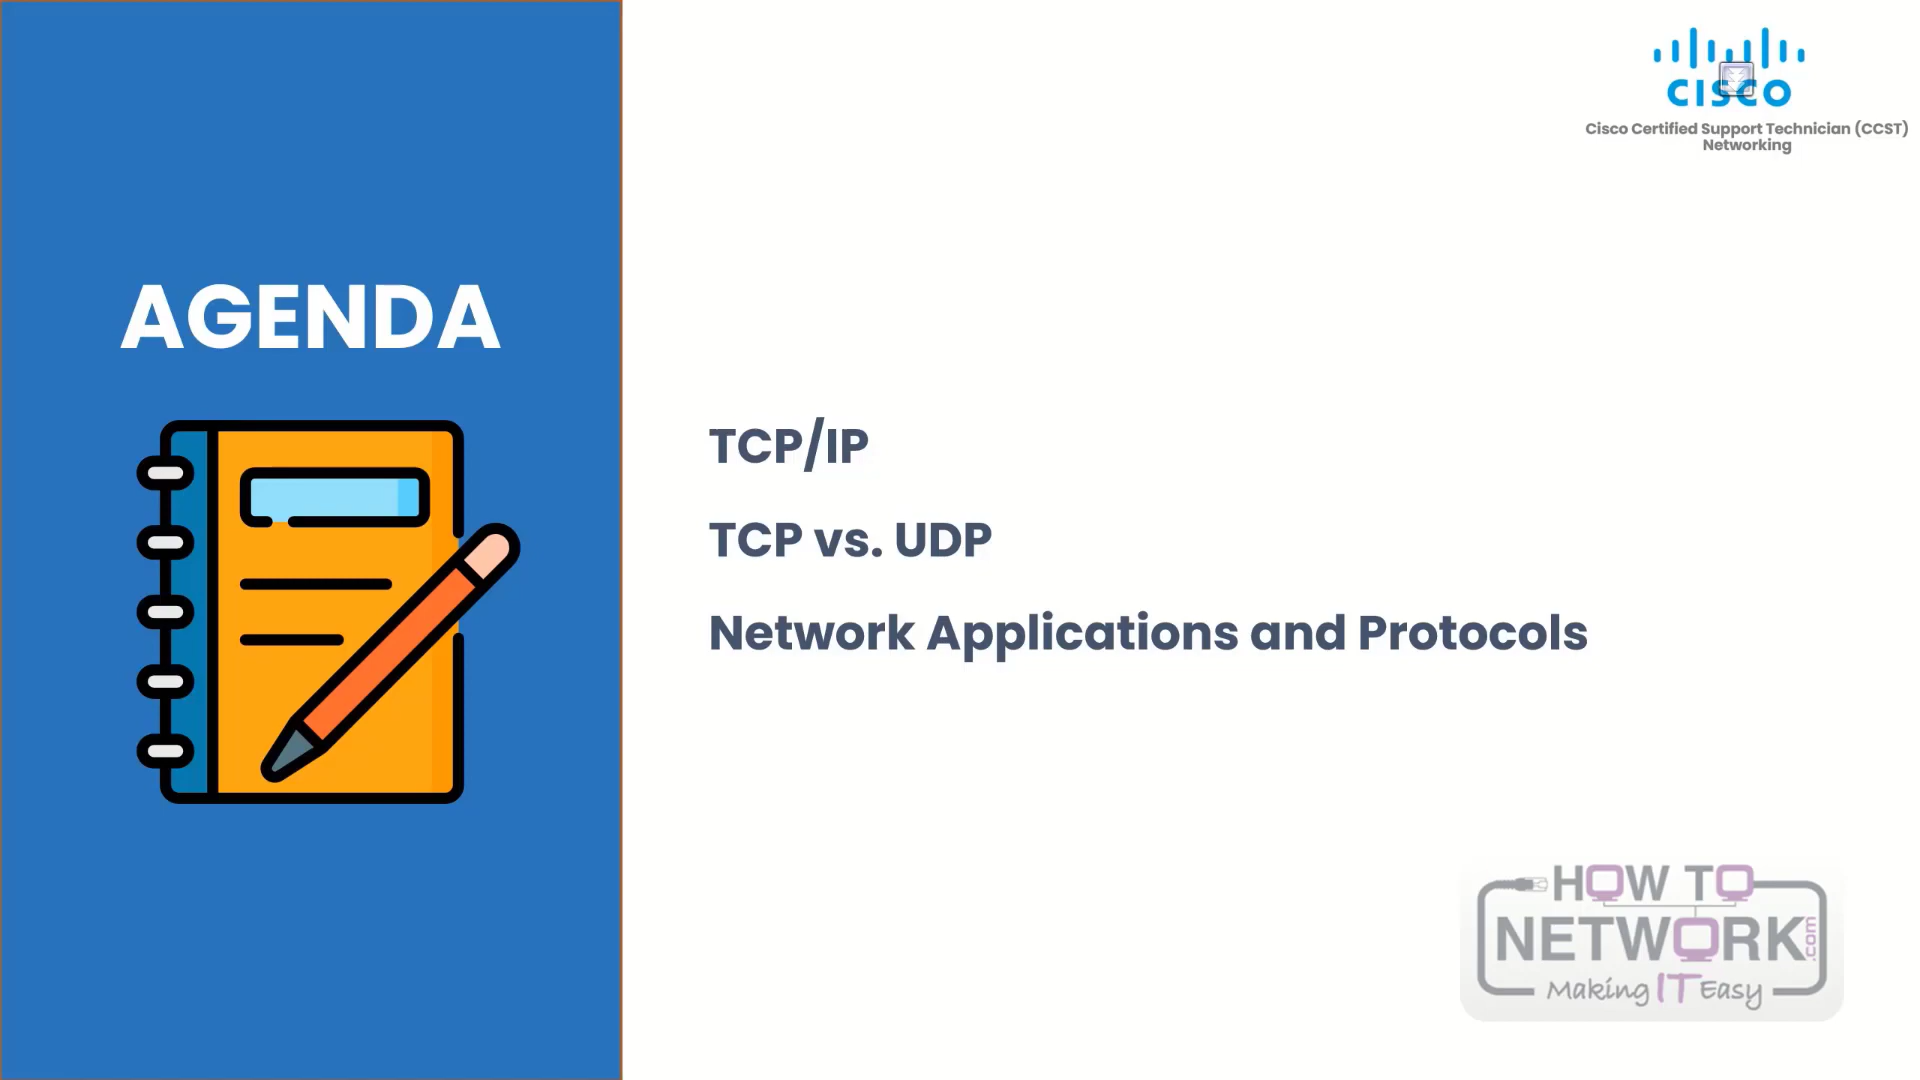 CISCO
Cisco Certified Support Technician (CCST)
Networking
AGENDA
TCP/IP
TCP vs. UDP
Network Applications and Protocols
HOW TO
NETWORK.com
Making IT Easy